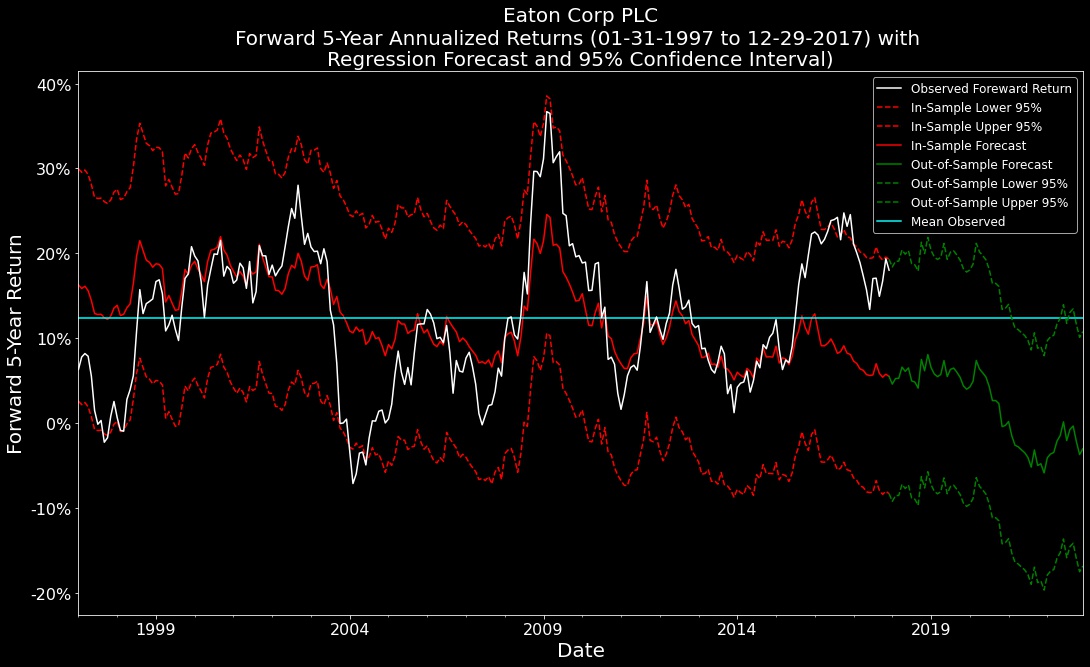 Eaton Corp PLC
Forward 5-Year Annualized Returns (01-31-1997 to 12-29-2017) with
Regression Forecast and 95% Confidence Interval)
Observed Foreward Return
In-Sample Lower 95%
In-Sample Upper 95%
In-Sample Forecast
Out-of-Sample Forecast
Out-of-Sample Lower 95%
Out-of-Sample Upper 95%
Mean Observed
Forward 5-Year Return
40%
30%
20%
10%
0%
-10%
-20%
1999 2004 2009 2014 2019
Date